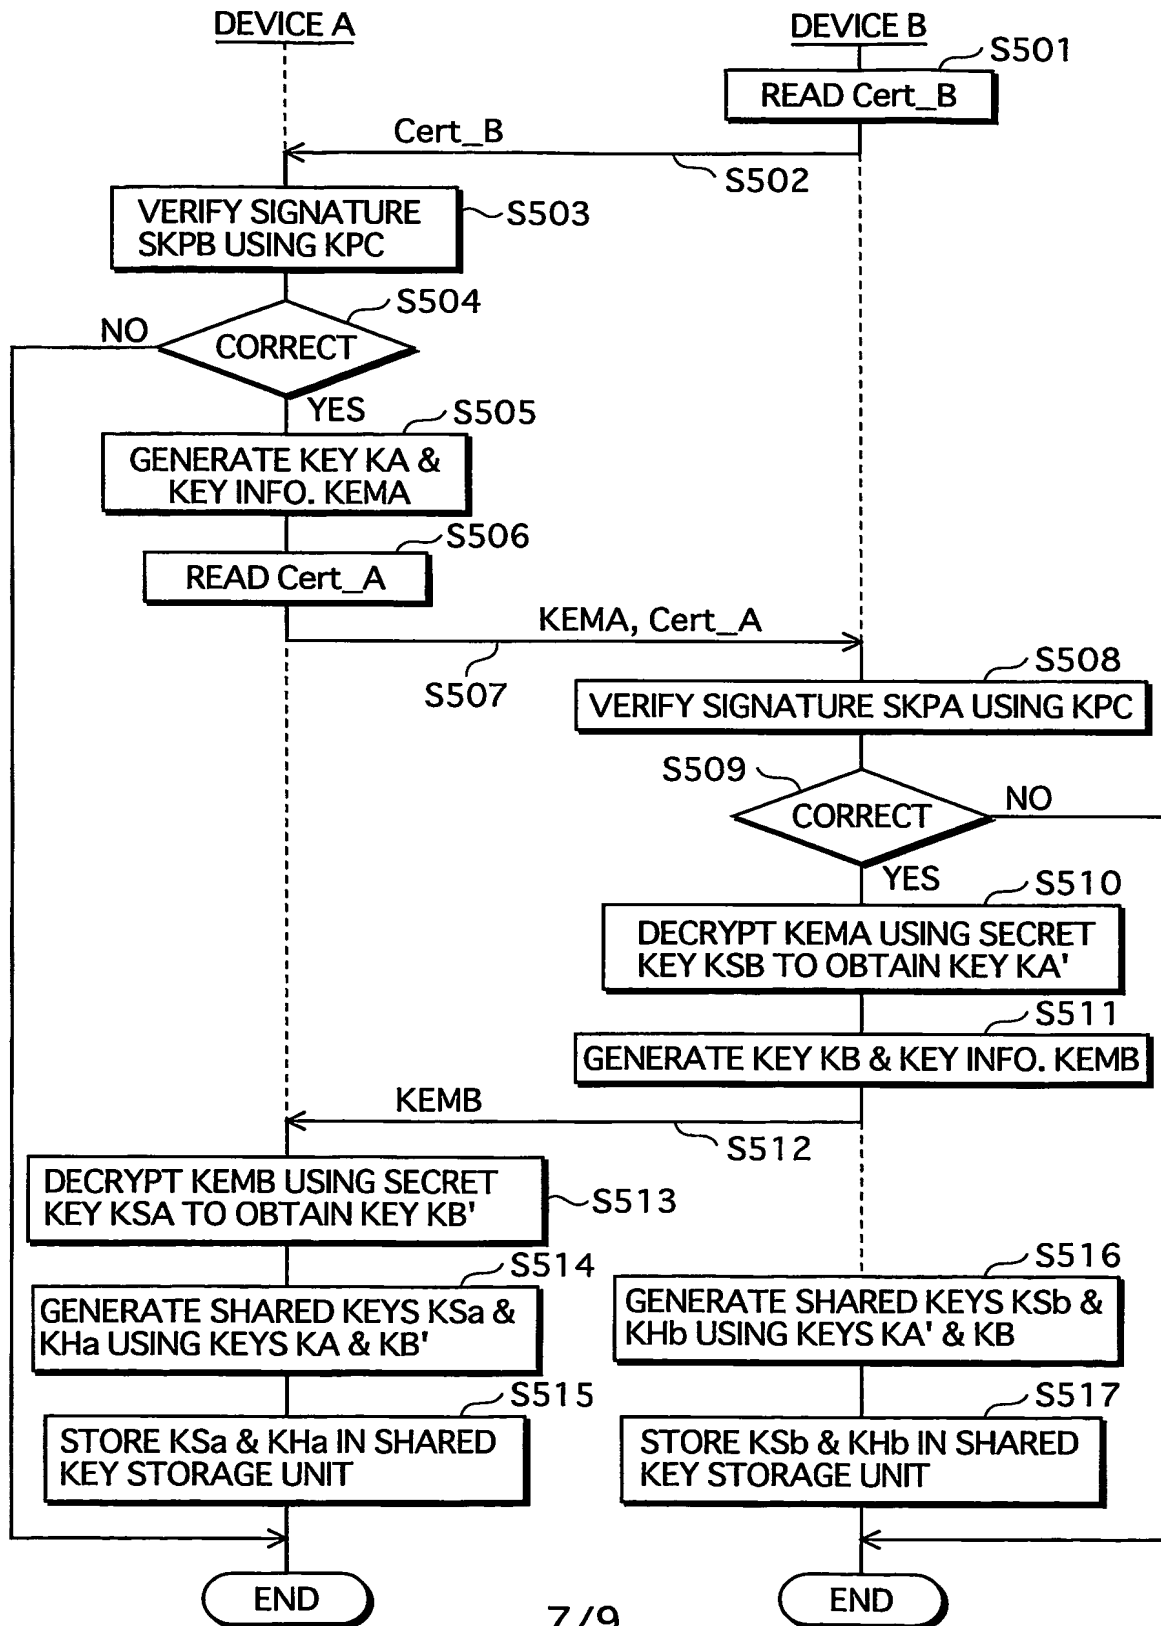 DEVICE A
DEVICE B
S501
READ Cert_B
Cert_B
S502
VERIFY SIGNATURE
SKPB USING KPC
S503
S504
NO
CORRECT
YES
S505
GENERATE KEY KA &
KEY INFO. KEMA
S506
READ Cert_A
KEMA, Cert_A
S507
S508
VERIFY SIGNATURE SKPA USING KPC
S509
CORRECT
NO
YES
S510
DECRYPT KEMA USING SECRET
KEY KSB TO OBTAIN KEY KA'
S511
GENERATE KEY KB & KEY INFO. KEMB
KEMB
S512
DECRYPT KEMB USING SECRET
KEY KSA TO OBTAIN KEY KB'
S513
S514
GENERATE SHARED KEYS KSa &
KHa USING KEYS KA & KB'
S516
GENERATE SHARED KEYS KSb &
KHb USING KEYS KA' & KB
S515
STORE KSa & KHa IN SHARED
KEY STORAGE UNIT
S517
STORE KSb & KHb IN SHARED
KEY STORAGE UNIT
END
END
7/9